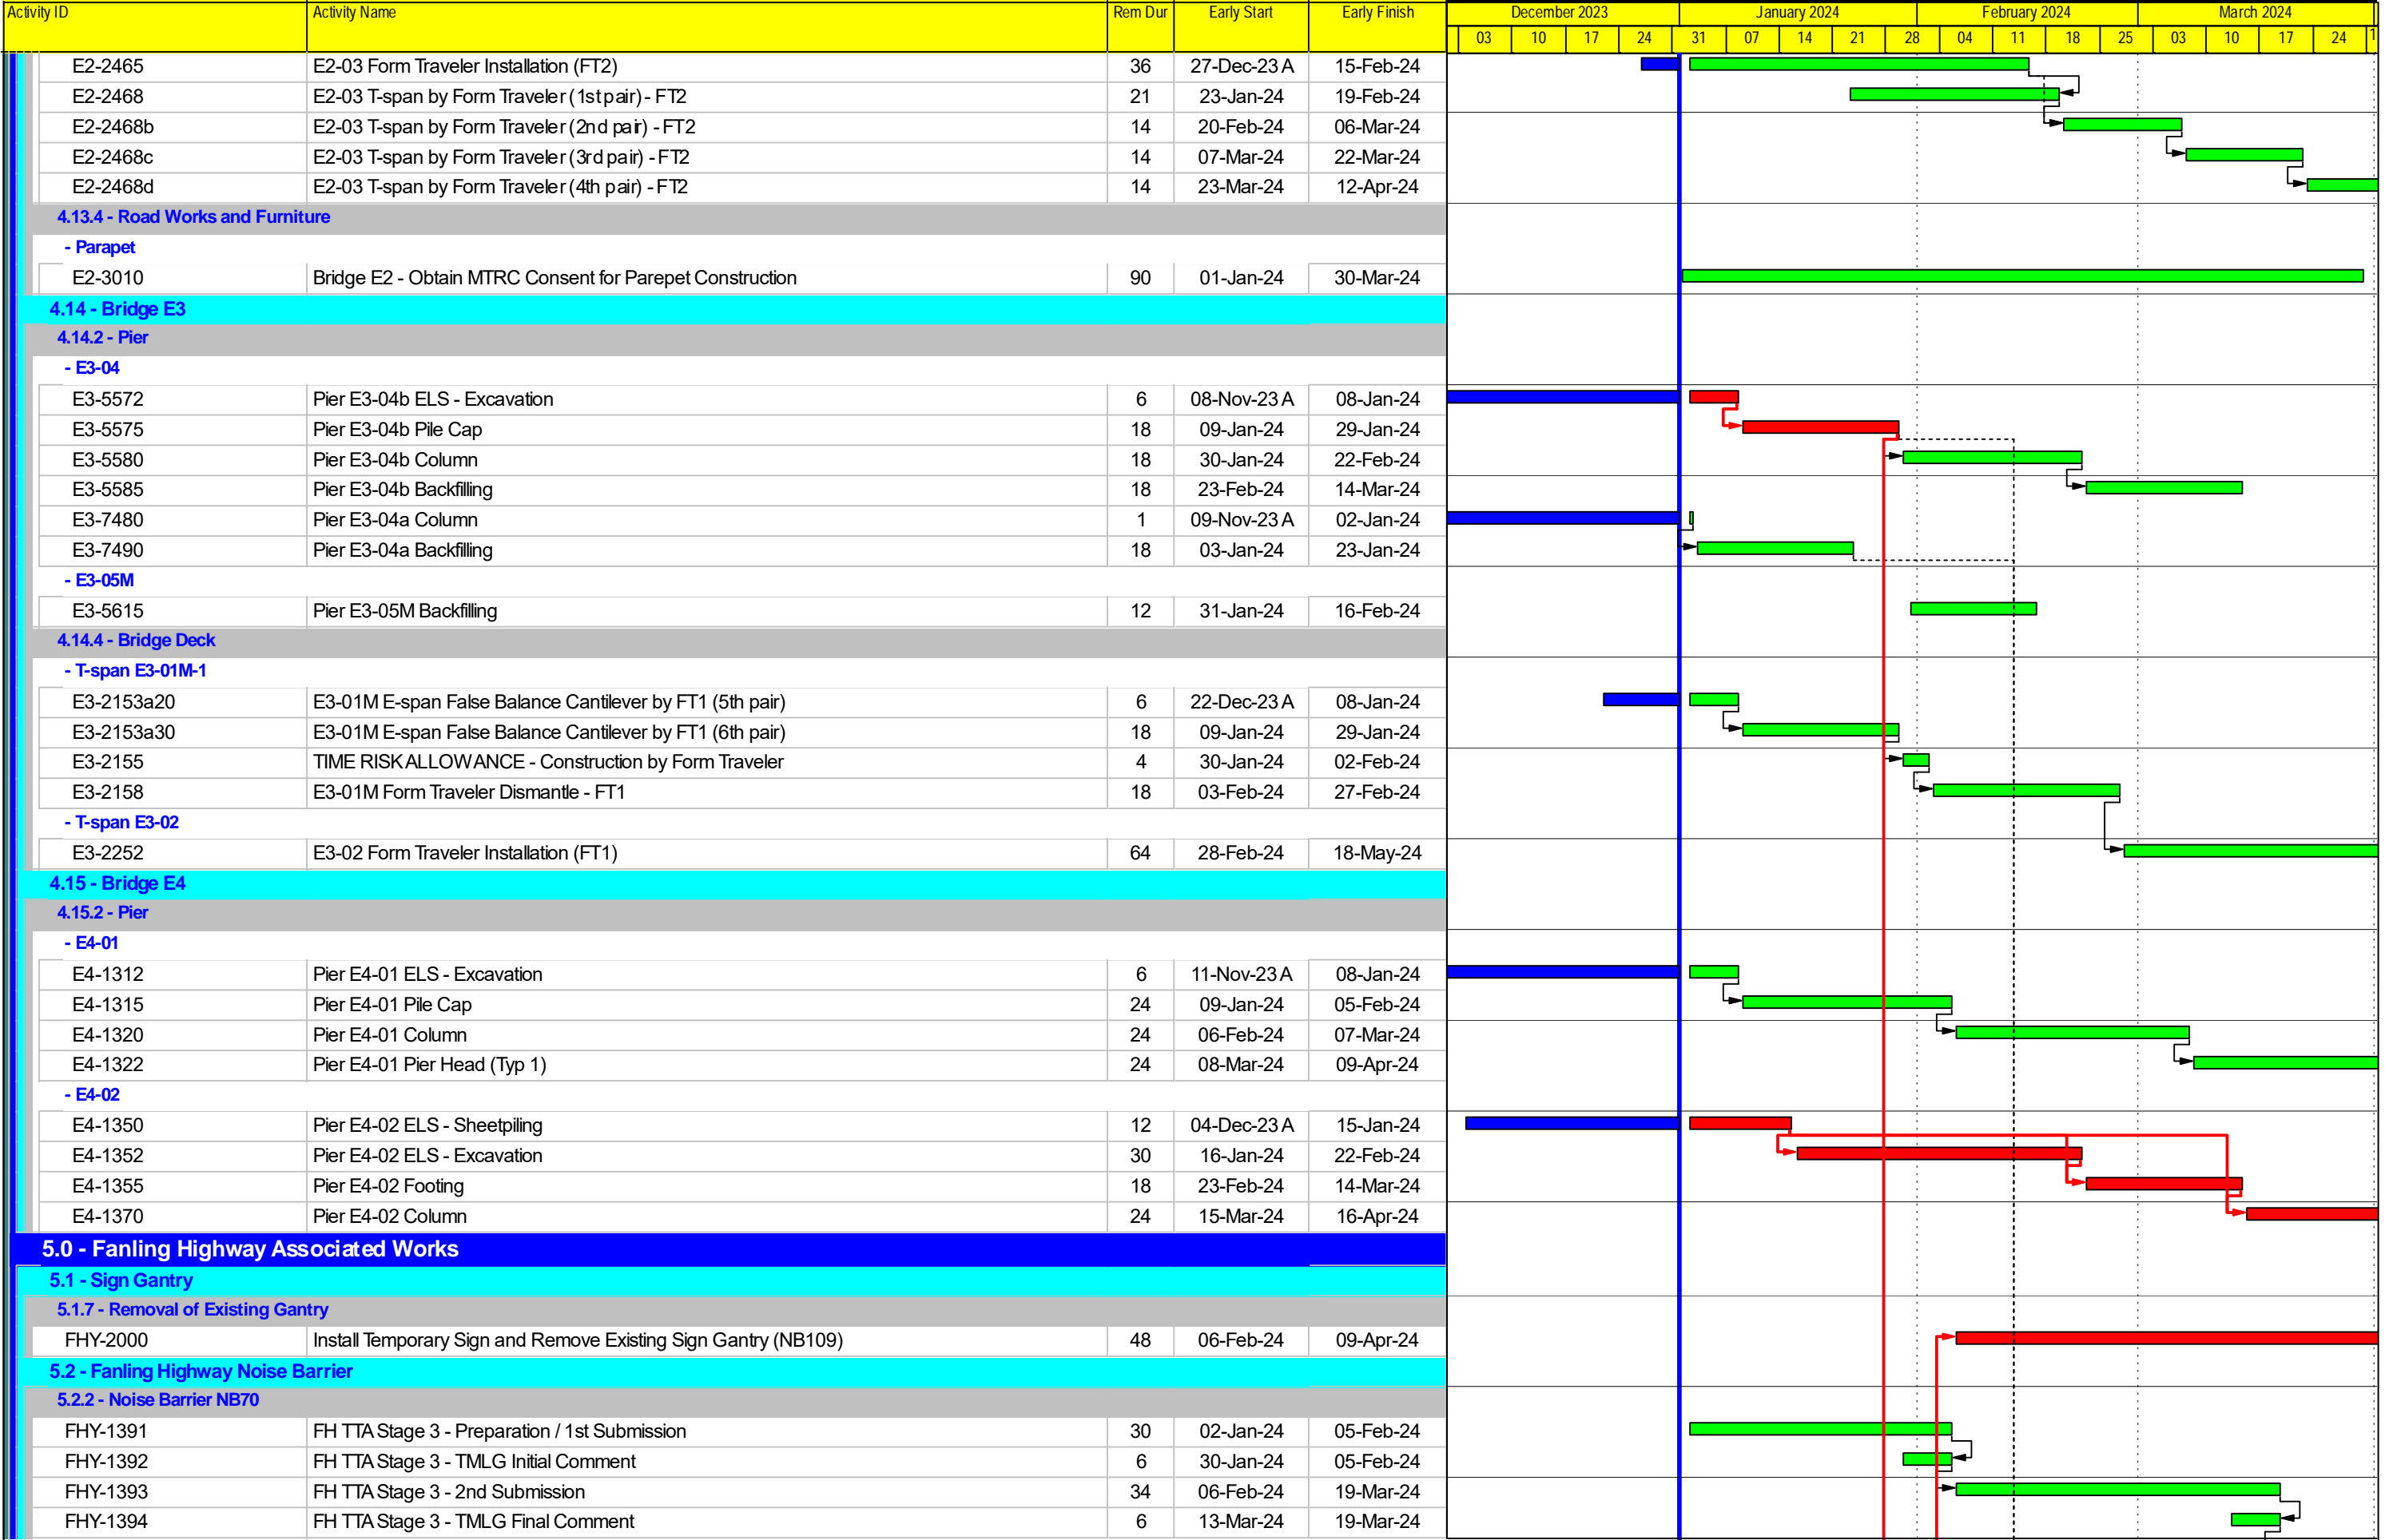 Activity ID Activity Name Rem Dur Early Start Early Finish December 2023 January 2024 February 2024 March 2024
03 10 17 24 31 07 14 21 28 04 11 18 25 03 10 17 24 1
E2-2465 E2-03 Form Traveler Installation (FT2) 36 27-Dec-23 A 15-Feb-24
E2-2468 E2-03 T-span by Form Traveler (1st pair) - FT2 21 23-Jan-24 19-Feb-24
E2-2468b E2-03 T-span by Form Traveler (2nd pair) - FT2 14 20-Feb-24 06-Mar-24
E2-2468c E2-03 T-span by Form Traveler (3rd pair) - FT2 14 07-Mar-24 22-Mar-24
E2-2468d E2-03 T-span by Form Traveler (4th pair) - FT2 14 23-Mar-24 12-Apr-24
4.13.4 - Road Works and Furniture
- Parapet
E2-3010 Bridge E2 - Obtain MTRC Consent for Parepet Construction 90 01-Jan-24 30-Mar-24
4.14 - Bridge E3
4.14.2 - Pier
- E3-04
E3-5572 Pier E3-04b ELS - Excavation 6 08-Nov-23 A 08-Jan-24
E3-5575 Pier E3-04b Pile Cap 18 09-Jan-24 29-Jan-24
E3-5580 Pier E3-04b Column 18 30-Jan-24 22-Feb-24
E3-5585 Pier E3-04b Backfilling 18 23-Feb-24 14-Mar-24
E3-7480 Pier E3-04a Column 1 09-Nov-23 A 02-Jan-24
E3-7490 Pier E3-04a Backfilling 18 03-Jan-24 23-Jan-24
- E3-05M
E3-5615 Pier E3-05M Backfilling 12 31-Jan-24 16-Feb-24
4.14.4 - Bridge Deck
- T-span E3-01M-1
E3-2153a20 E3-01M E-span False Balance Cantilever by FT1 (5th pair) 6 22-Dec-23 A 08-Jan-24
E3-2153a30 E3-01M E-span False Balance Cantilever by FT1 (6th pair) 18 09-Jan-24 29-Jan-24
E3-2155 TIME RISK ALLOWANCE - Construction by Form Traveler 4 30-Jan-24 02-Feb-24
E3-2158 E3-01M Form Traveler Dismantle - FT1 18 03-Feb-24 27-Feb-24
- T-span E3-02
E3-2252 E3-02 Form Traveler Installation (FT1) 64 28-Feb-24 18-May-24
4.15 - Bridge E4
4.15.2 - Pier
- E4-01
E4-1312 Pier E4-01 ELS - Excavation 6 11-Nov-23 A 08-Jan-24
E4-1315 Pier E4-01 Pile Cap 24 09-Jan-24 05-Feb-24
E4-1320 Pier E4-01 Column 24 06-Feb-24 07-Mar-24
E4-1322 Pier E4-01 Pier Head (Typ 1) 24 08-Mar-24 09-Apr-24
- E4-02
E4-1350 Pier E4-02 ELS - Sheetpiling 12 04-Dec-23 A 15-Jan-24
E4-1352 Pier E4-02 ELS - Excavation 30 16-Jan-24 22-Feb-24
E4-1355 Pier E4-02 Footing 18 23-Feb-24 14-Mar-24
E4-1370 Pier E4-02 Column 24 15-Mar-24 16-Apr-24
5.0 - Fanling Highway Associated Works
5.1 - Sign Gantry
5.1.7 - Removal of Existing Gantry
FHY-2000 Install Temporary Sign and Remove Existing Sign Gantry (NB109) 48 06-Feb-24 09-Apr-24
5.2 - Fanling Highway Noise Barrier
5.2.2 - Noise Barrier NB70
FHY-1391 FH TTA Stage 3 - Preparation / 1st Submission 30 02-Jan-24 05-Feb-24
FHY-1392 FH TTA Stage 3 - TMLG Initial Comment 6 30-Jan-24 05-Feb-24
FHY-1393 FH TTA Stage 3 - 2nd Submission 34 06-Feb-24 19-Mar-24
FHY-1394 FH TTA Stage 3 - TMLG Final Comment 6 13-Mar-24 19-Mar-24